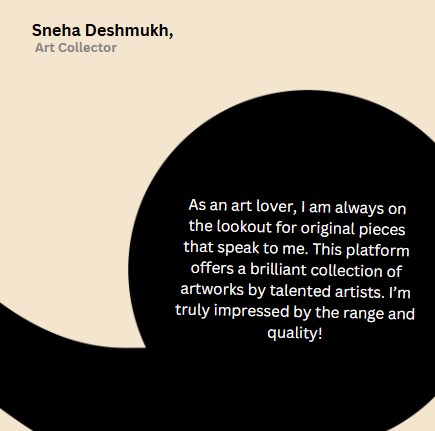 Sneha Deshmukh,
Art Collector
As an art lover, I am always on
the lookout for original pieces
that speak to me. This platform
offers a brilliant collection of
artworks by talented artists. I'm
truly impressed by the range and
quality!